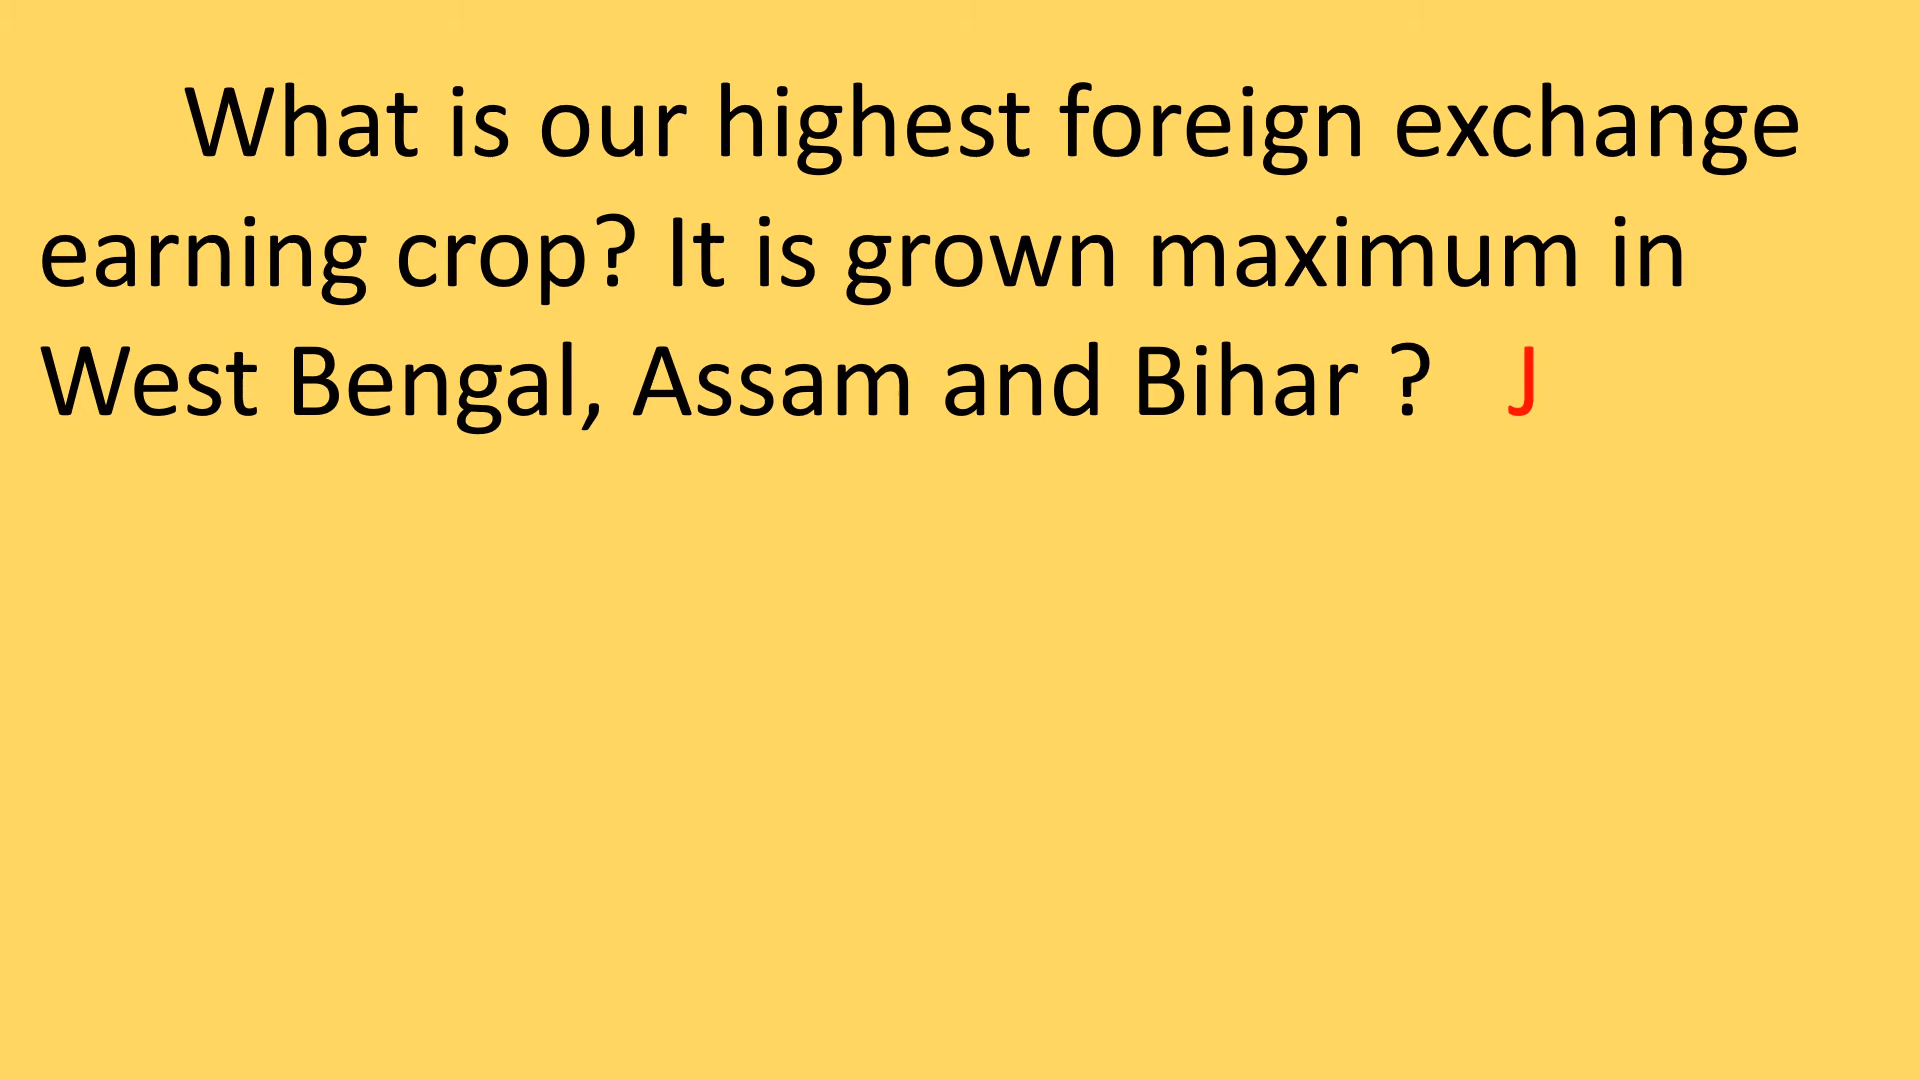 What is our highest foreign exchange
earning crop? It is grown maximum in
West Bengal, Assam and Bihar ? J